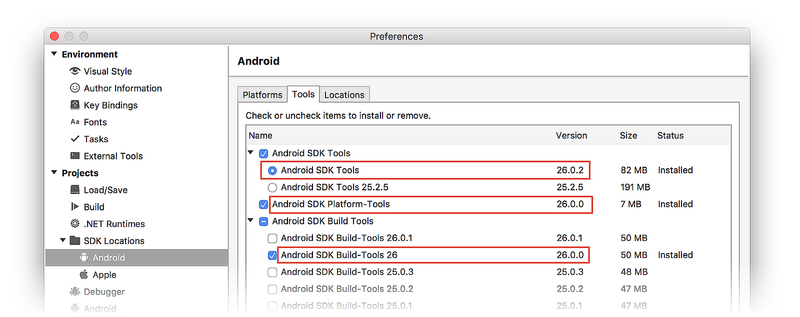 Preferences
Environment
Visual Style
Author Information
Key Bindings
Aa Fonts
Tasks
External Tools
Projects
Load/Save
Build
.NET Runtimes
SDK Locations
Android
Apple
Debugger
Android
Android
Platforms Tools Locations
Check or uncheck items to install or remove.
Name Version Size Status
Android SDK Tools
Android SDK Tools 26.0.2 82 MB Installed
Android SDK Tools 25.2.5 25.2.5 191 MB
Android SDK Platform-Tools 26.0.0 7 MB Installed
Android SDK Build Tools
Android SDK Build-Tools 26.0.1 26.0.1 50 MB
Android SDK Build-Tools 26 26.0.0 50 MB Installed
Android SDK Build-Tools 25.0.3 25.0.3 48 MB
Android SDK Build-Tools 25.0.2 25.0.2 47 MB
Android SDK Build-Tools 25.0.1 25.0.1 47 MB